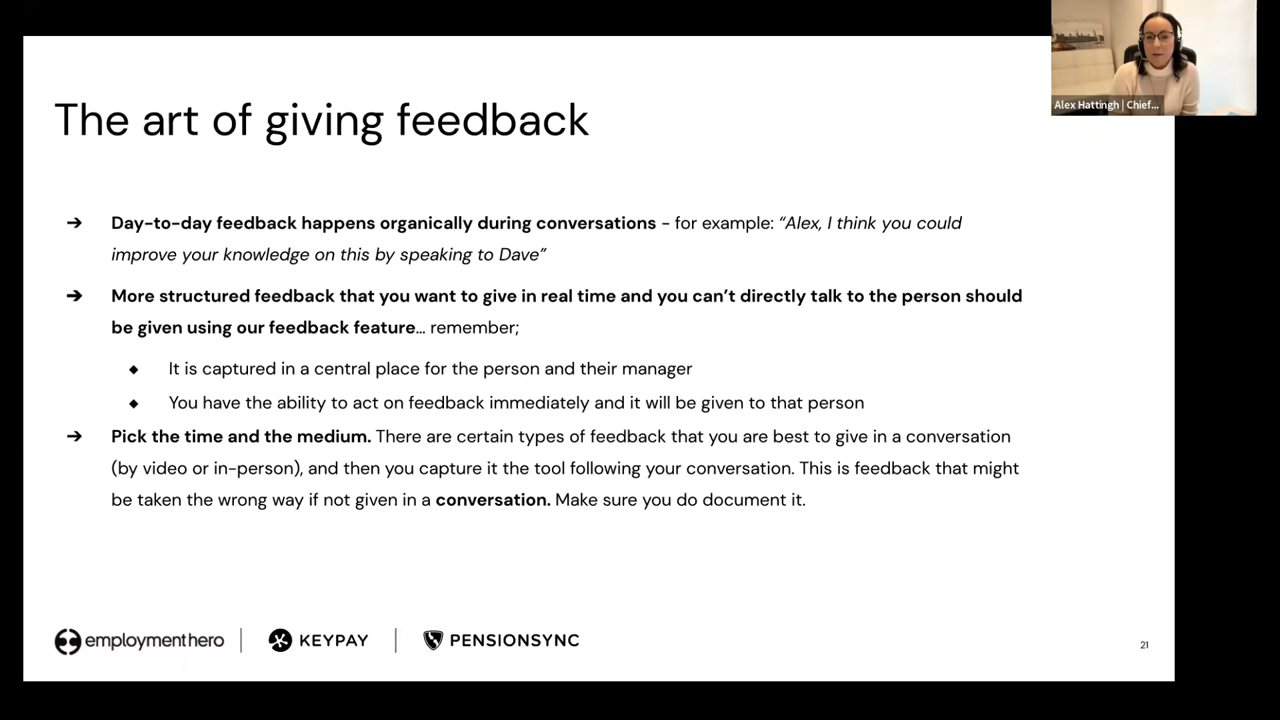 Alex Hattingh | Chief...
The art of giving feedback
➔ Day-to-day feedback happens organically during conversations - for example: “Alex, I think you could
improve your knowledge on this by speaking to Dave”
➔ More structured feedback that you want to give in real time and you can’t directly talk to the person should
be given using our feedback feature… remember;
◆ It is captured in a central place for the person and their manager
◆ You have the ability to act on feedback immediately and it will be given to that person
➔ Pick the time and the medium. There are certain types of feedback that you are best to give in a conversation
(by video or in-person), and then you capture it the tool following your conversation. This is feedback that might
be taken the wrong way if not given in a conversation. Make sure you do document it.
employmenthero | KEYPAY | PENSIONSYNC
21